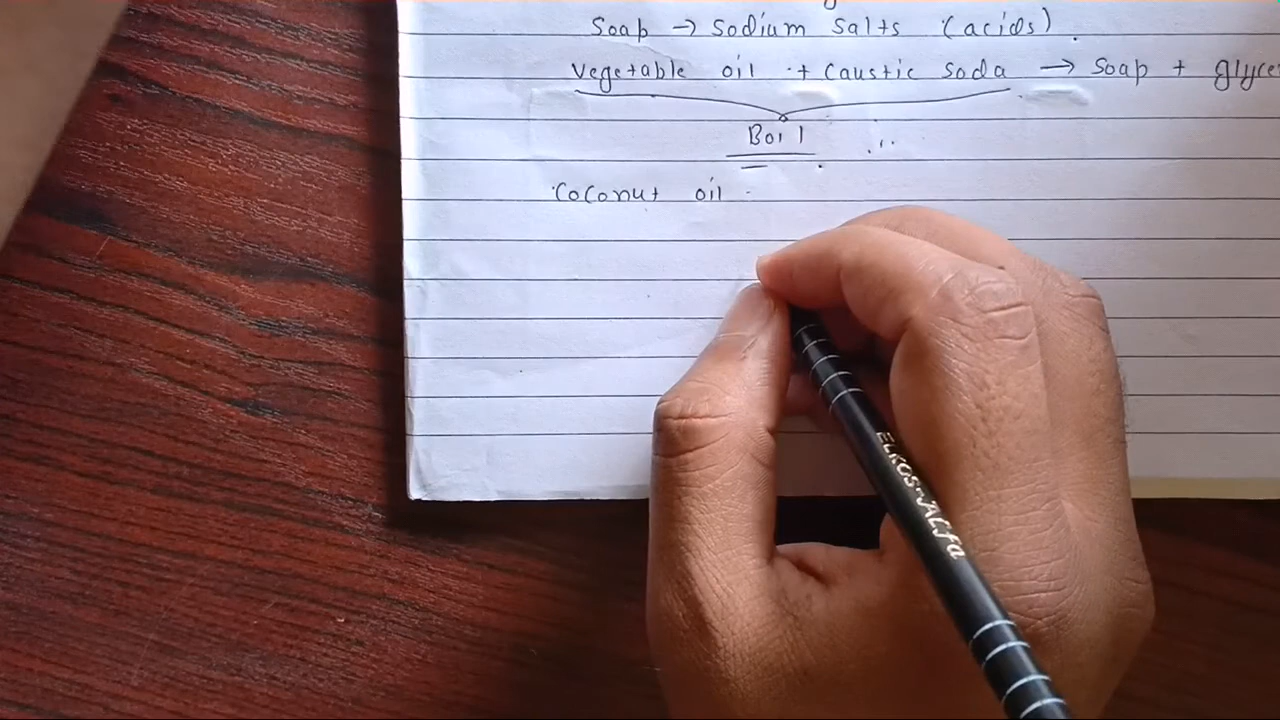 Soap → Sodium Salts (acids)
Vegetable oil + Caustic Soda → Soap + glyce
Boil
Coconut oil
ELKOS-Alfa